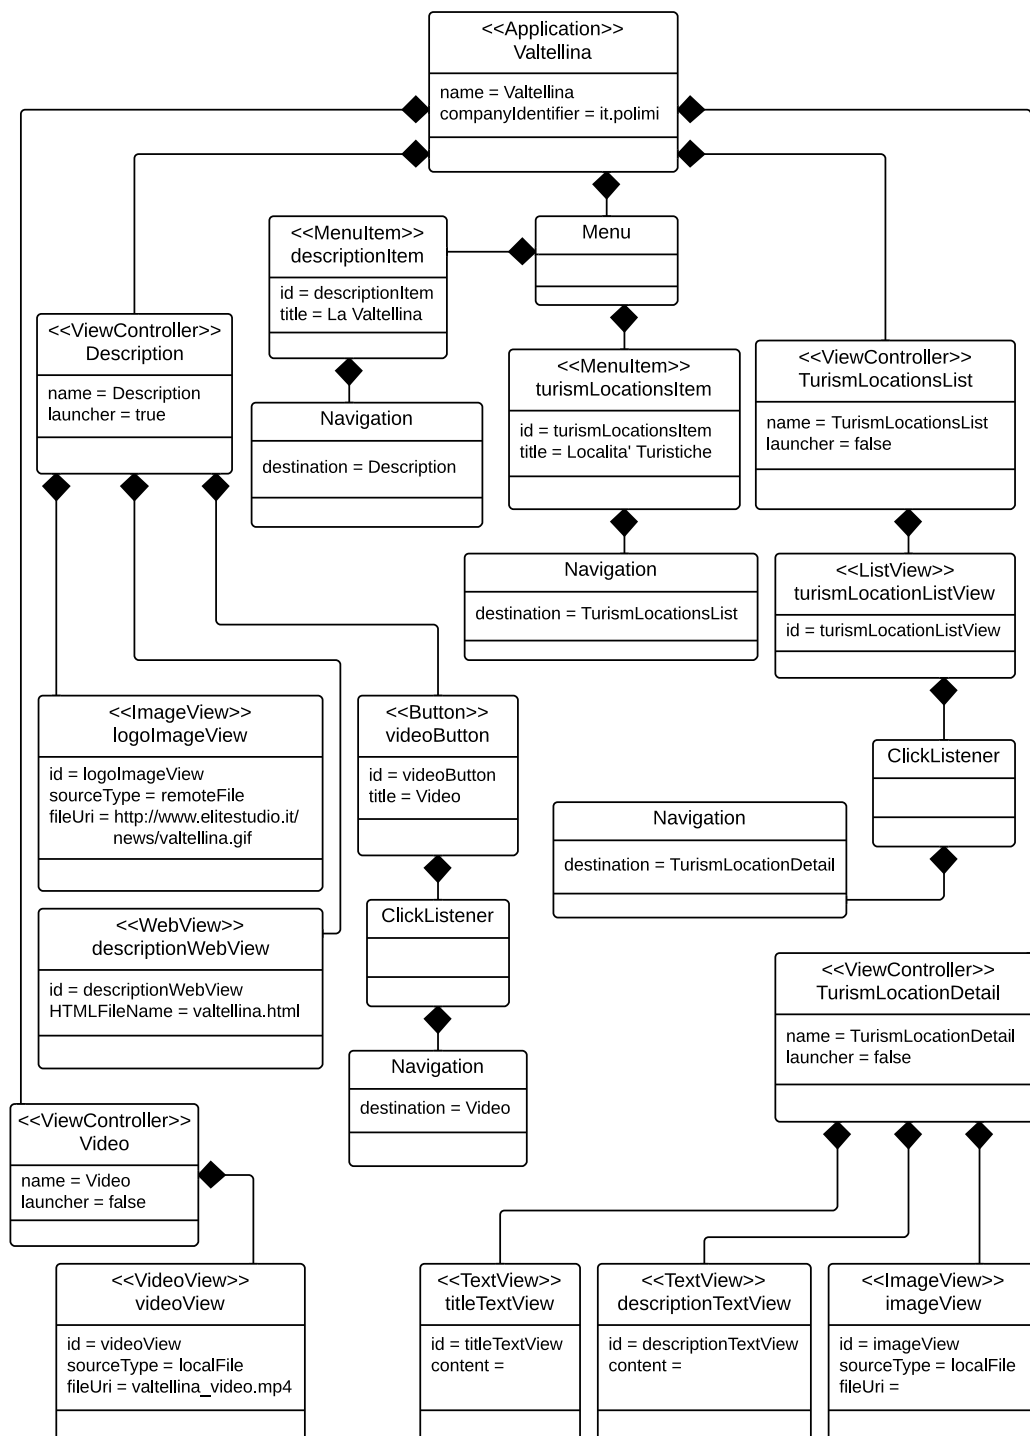 <<Application>>
Valtellina
name = Valtellina
companyIdentifier = it.polimi
<<MenuItem>>
descriptionItem
id = descriptionItem
title = La Valtellina
Menu
<<ViewController>>
Description
name = Description
launcher = true
Navigation
destination = Description
<<MenuItem>>
turismLocationsItem
id = turismLocationsItem
title = Localita' Turistiche
<<ViewController>>
TurismLocationsList
name = TurismLocationsList
launcher = false
Navigation
destination = TurismLocationsList
<<ListView>>
turismLocationListView
id = turismLocationListView
<<ImageView>>
logoImageView
id = logoImageView
sourceType = remoteFile
fileUri = http://www.elitestudio.it/
news/valtellina.gif
<<Button>>
videoButton
id = videoButton
title = Video
ClickListener
Navigation
destination = TurismLocationDetail
<<WebView>>
descriptionWebView
id = descriptionWebView
HTMLFileName = valtellina.html
ClickListener
<<ViewController>>
TurismLocationDetail
name = TurismLocationDetail
launcher = false
Navigation
destination = Video
<<ViewController>>
Video
name = Video
launcher = false
<<VideoView>>
videoView
id = videoView
sourceType = localFile
fileUri = valtellina_video.mp4
<<TextView>>
titleTextView
id = titleTextView
content =
<<TextView>>
descriptionTextView
id = descriptionTextView
content =
<<ImageView>>
imageView
id = imageView
sourceType = localFile
fileUri =